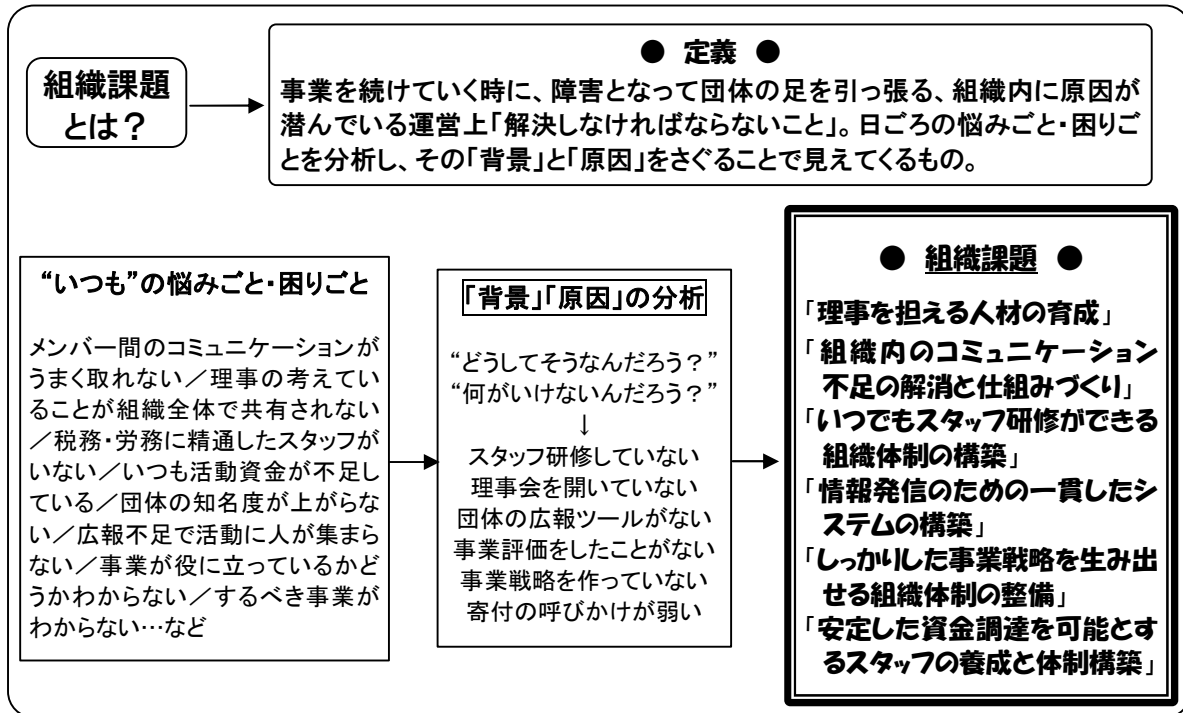 組織課題
とは?
● 定義 ●
事業を続けていく時に、障害となって団体の足を引っ張る、組織内に原因が
潜んでいる運営上「解決しなければならないこと」。日ごろの悩みごと・困りご
とを分析し、その「背景」と「原因」をさぐることで見えてくるもの。
“いつも”の悩みごと・困りごと
メンバー間のコミュニケーションが
うまく取れない/理事の考えてい
ることが組織全体で共有されない
/税務・労務に精通したスタッフが
いない/いつも活動資金が不足し
ている/団体の知名度が上がらな
い/広報不足で活動に人が集まら
ない/事業が役に立っているかど
うかわからない/するべき事業が
わからない…など
「背景」「原因」の分析
“どうしてそうなんだろう?”
“何がいけないんだろう?”
↓
スタッフ研修していない
理事会を開いていない
団体の広報ツールがない
事業評価をしたことがない
事業戦略を作っていない
寄付の呼びかけが弱い
● 組織課題 ●
「理事を担える人材の育成」
「組織内のコミュニケーション
不足の解消と仕組みづくり」
「いつでもスタッフ研修ができる
組織体制の構築」
「情報発信のための一貫したシ
ステムの構築」
「しっかりした事業戦略を生み出
せる組織体制の整備」
「安定した資金調達を可能とす
るスタッフの養成と体制構築」